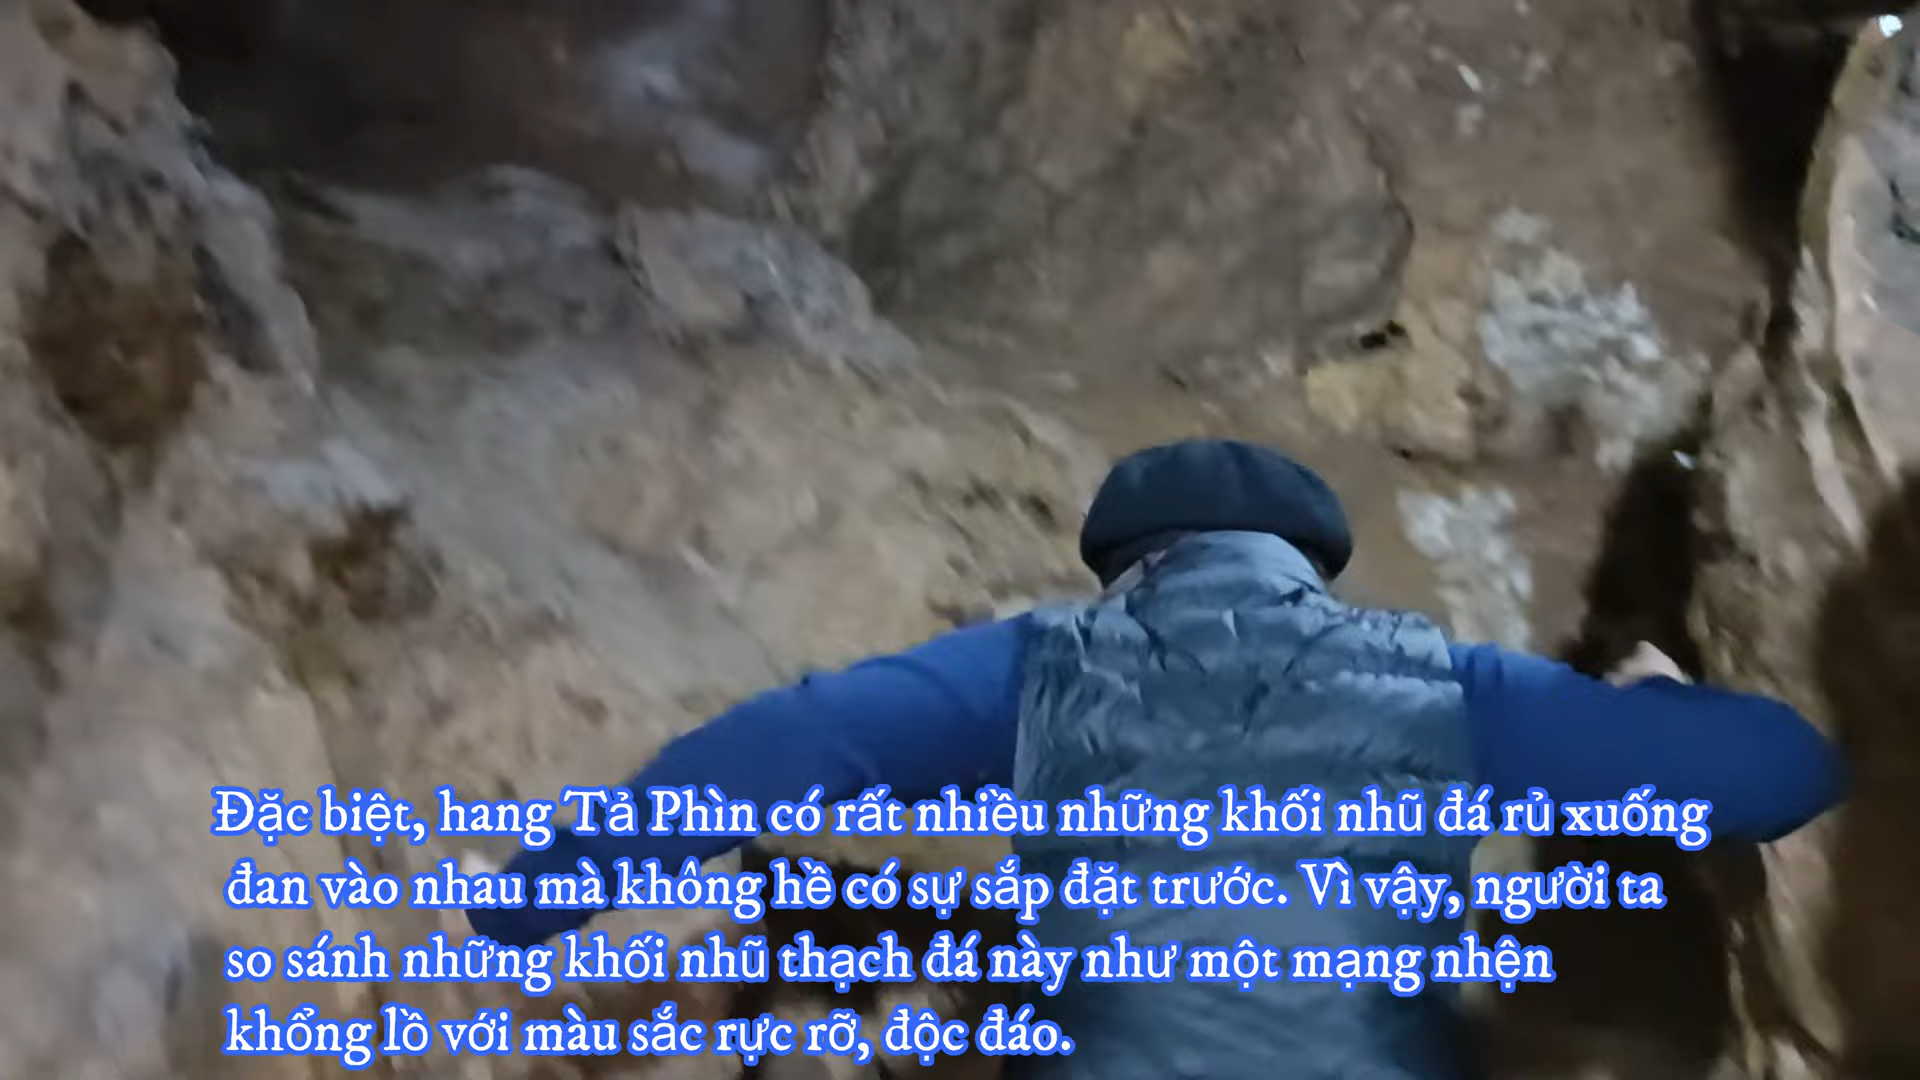 Đặc biệt, hang Tả Phìn có rất nhiều những khối nhũ đá rủ xuống
đan vào nhau mà không hề có sự sắp đặt trước. Vì vậy, người ta
so sánh những khối nhũ thạch đá này như một mạng nhện
khổng lồ với màu sắc rực rỡ, độc đáo.